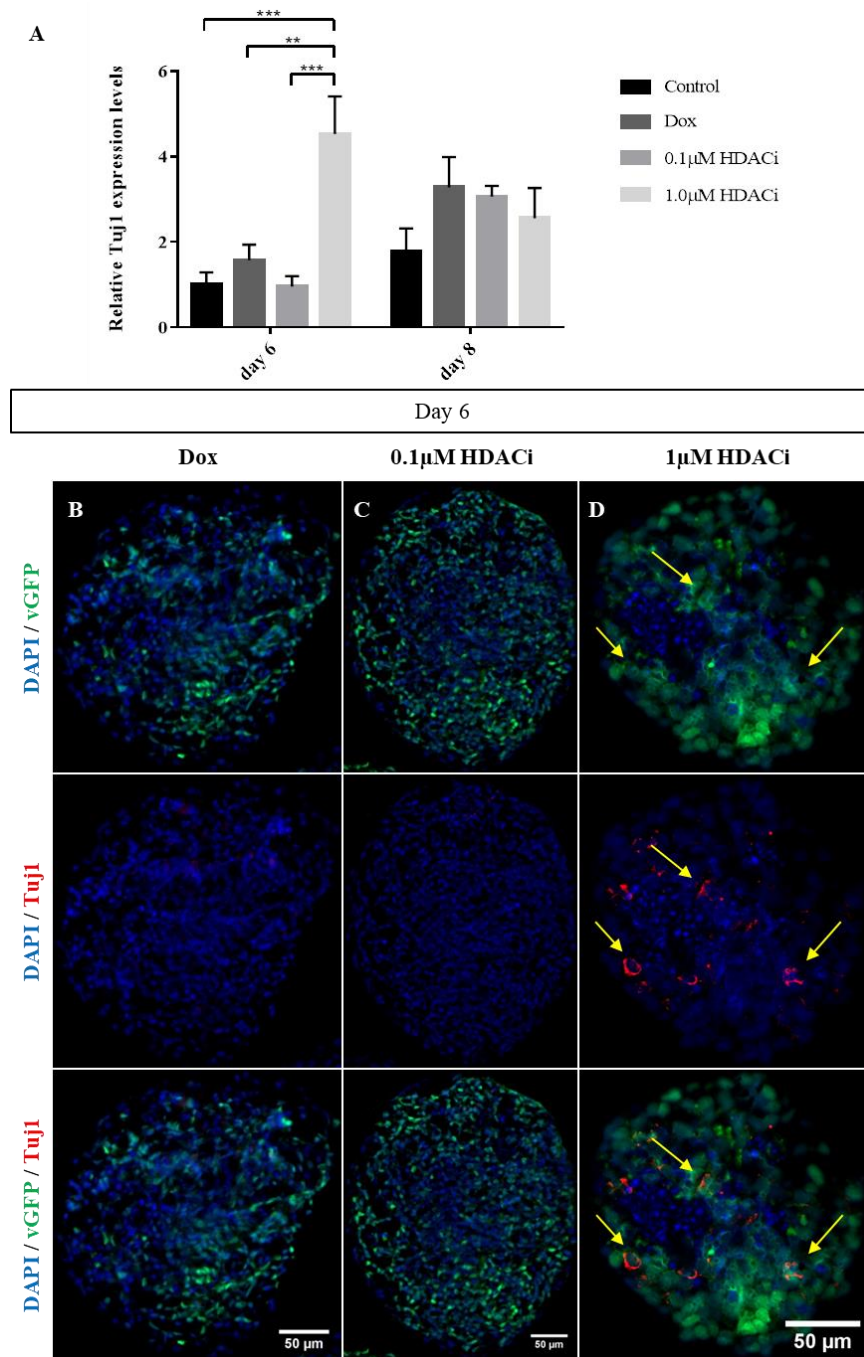 A
***
**
***
Relative Tuj1 expression levels
6
4
2
0
day 6
day 8
Control
Dox
0.1μM HDACi
1.0μM HDACi
Day 6
Dox
0.1μM HDACi
1μM HDACi
B
C
D
DAPI / vGFP
DAPI / Tuj1
DAPI / vGFP / Tuj1
50 μm
50 μm
50 μm